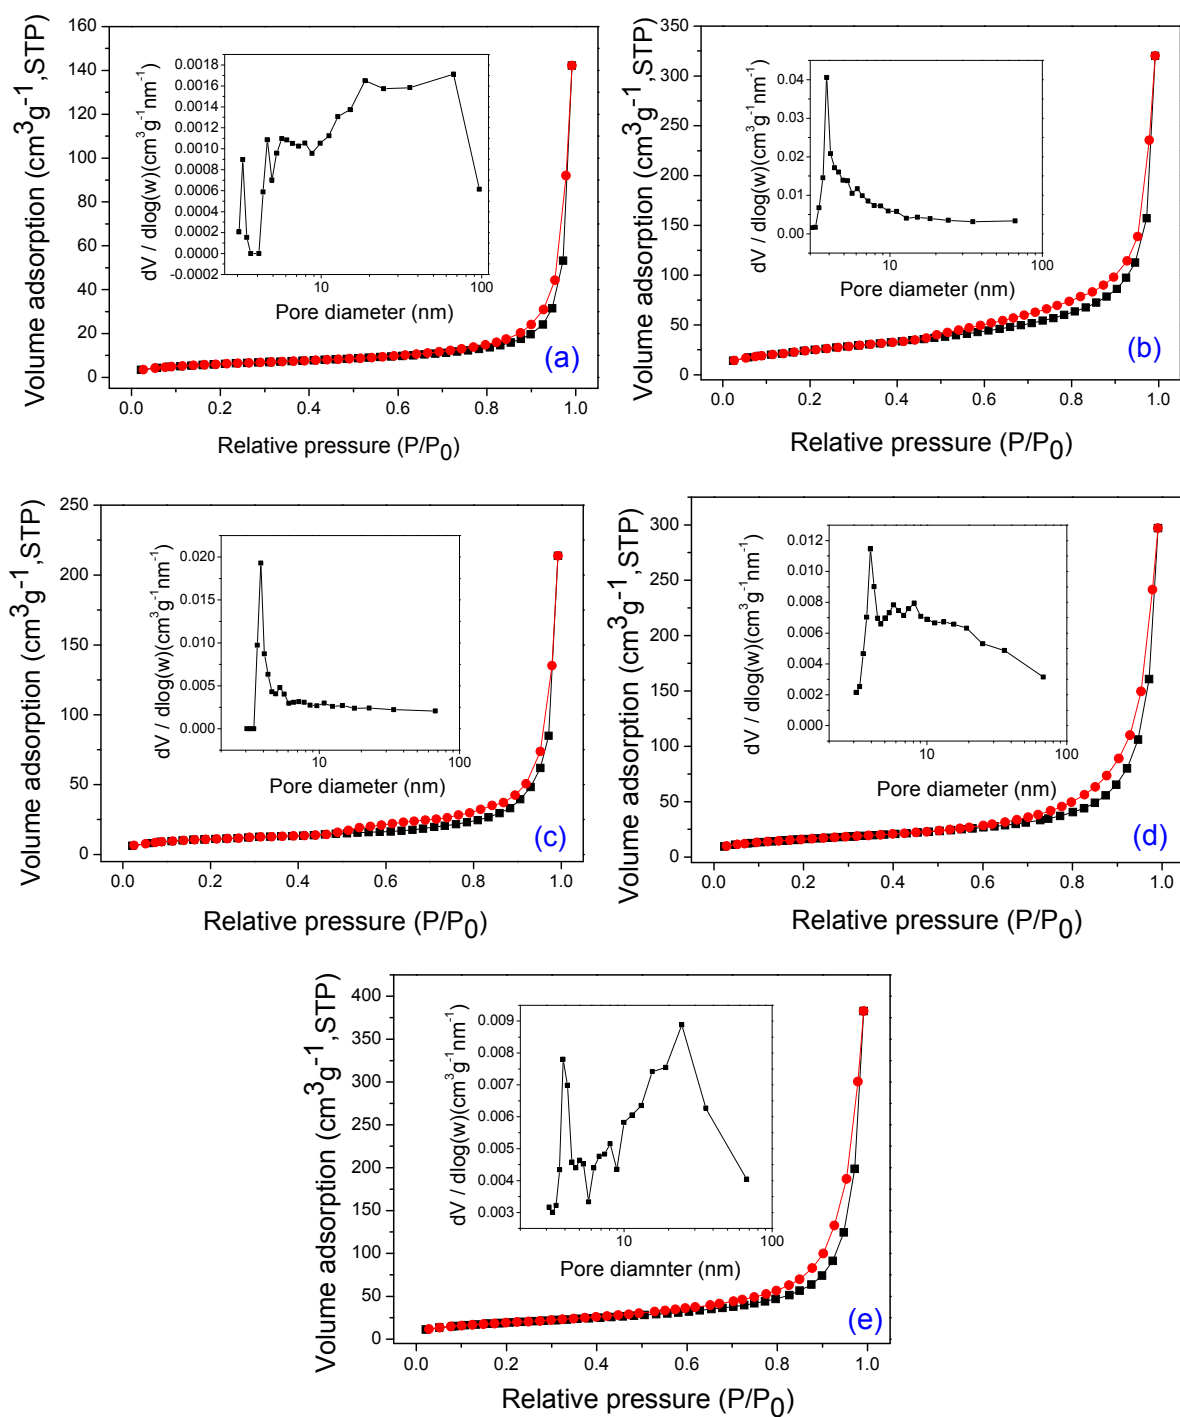 Volume adsorption (cm³g⁻¹,STP)
160
140
120
100
80
60
40
20
0
0.0 0.2 0.4 0.6 0.8 1.0
Relative pressure (P/P₀)
dV / dlog(w)(cm³g⁻¹nm⁻¹)
0.0018
0.0016
0.0014
0.0012
0.0010
0.0008
0.0006
0.0004
0.0002
0.0000
-0.0002
10 100
Pore diameter (nm)
(a)
Volume adsorption (cm³g⁻¹,STP)
350
300
250
200
150
100
50
0
0.0 0.2 0.4 0.6 0.8 1.0
Relative pressure (P/P₀)
dV / dlog(w)(cm³g⁻¹nm⁻¹)
0.04
0.03
0.02
0.01
0.00
10 100
Pore diameter (nm)
(b)
Volume adsorption (cm³g⁻¹,STP)
250
200
150
100
50
0
0.0 0.2 0.4 0.6 0.8 1.0
Relative pressure (P/P₀)
dV / dlog(w)(cm³g⁻¹nm⁻¹)
0.020
0.015
0.010
0.005
0.000
10 100
Pore diameter (nm)
(c)
Volume adsorption (cm³g⁻¹,STP)
300
250
200
150
100
50
0
0.0 0.2 0.4 0.6 0.8 1.0
Relative pressure (P/P₀)
dV / dlog(w)(cm³g⁻¹nm⁻¹)
0.012
0.010
0.008
0.006
0.004
0.002
0.000
10 100
Pore diameter (nm)
(d)
Volume adsorption (cm³g⁻¹,STP)
400
350
300
250
200
150
100
50
0
0.0 0.2 0.4 0.6 0.8 1.0
Relative pressure (P/P₀)
dV / dlog(w)(cm³g⁻¹nm⁻¹)
0.009
0.008
0.007
0.006
0.005
0.004
0.003
10 100
Pore diamnter (nm)
(e)